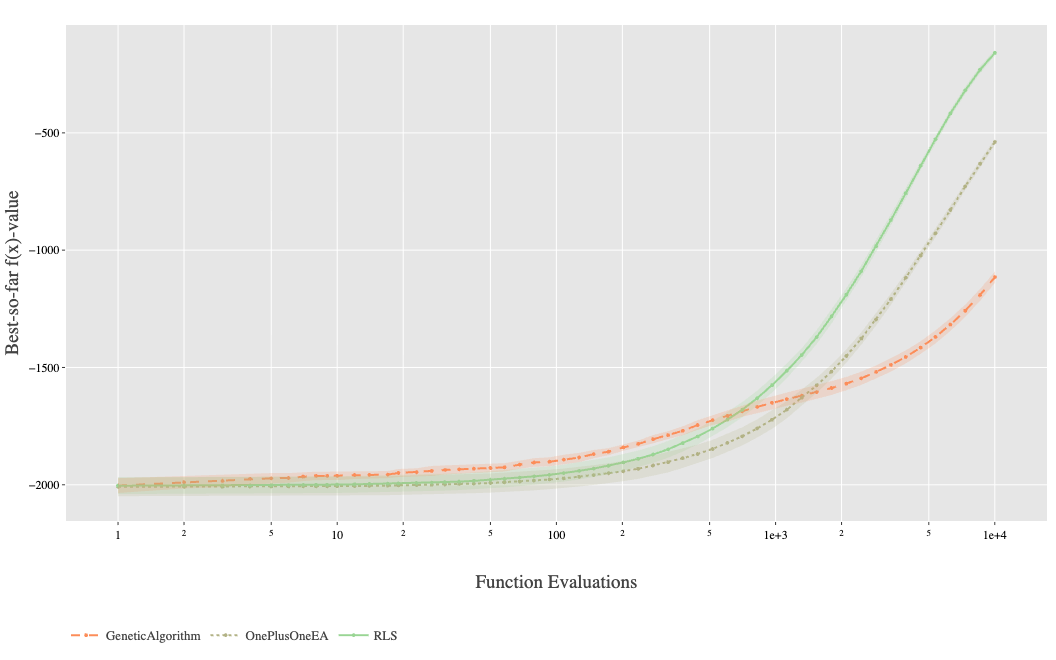 Best-so-far f(x)-value
−500
−1000
−1500
−2000
1 2 5 10 2 5 100 2 5 1e+3 2 5 1e+4
Function Evaluations
GeneticAlgorithm OnePlusOneEA RLS